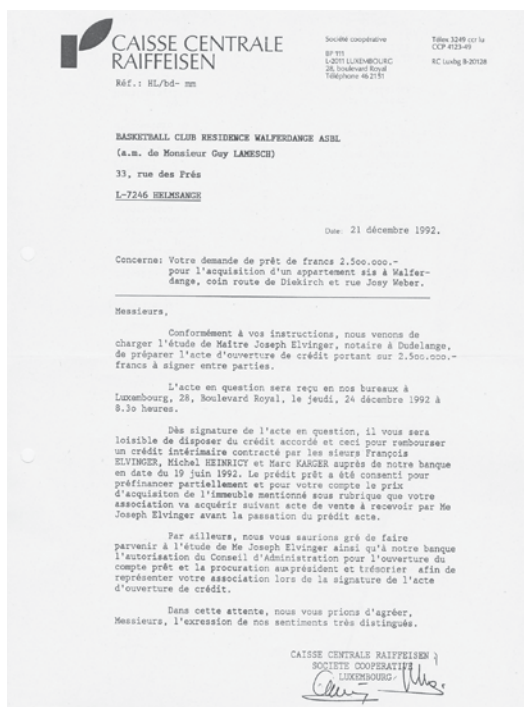 CAISSE CENTRALE
RAIFFEISEN
Société coopérative
BP 111
L-2011 LUXEMBOURG
28, boulevard Royal
Téléphone 46 21 51
Télex 3249 ccr lu
CCP 4123-49
RC Luxbg B-20128
Réf.: HL/bd- mm
BASKETBALL CLUB RESIDENCE WALFERDANGE ASBL
(a.m. de Monsieur Guy LAMESCH)
33, rue des Prés
L-7246 HELMSANGE
Date: 21 décembre 1992.
Concerne: Votre demande de prêt de francs 2.5oo.ooo.-
pour l'acquisition d'un appartement sis à Walfer-
dange, coin route de Diekirch et rue Josy Weber.
Messieurs,
Conformément à vos instructions, nous venons de
charger l'étude de Maître Joseph Elvinger, notaire à Dudelange,
de préparer l'acte d'ouverture de crédit portant sur 2.5oo.ooo.-
francs à signer entre parties.
L'acte en question sera reçu en nos bureaux à
Luxembourg, 28, Boulevard Royal, le jeudi, 24 décembre 1992 à
8.3o heures.
Dès signature de l'acte en question, il vous sera
loisible de disposer du crédit accordé et ceci pour rembourser
un crédit intérimaire contracté par les sieurs François
ELVINGER, Michel HEINRICY et Marc KARGER auprès de notre banque
en date du 19 juin 1992. Le prédit prêt a été consenti pour
préfinancer partiellement et pour votre compte le prix
d'acquisiton de l'immeuble mentionné sous rubrique que votre
association va acquérir suivant acte de vente à recevoir par Me
Joseph Elvinger avant la passation du prédit acte.
Par ailleurs, nous vous saurions gré de faire
parvenir à l'étude de Me Joseph Elvinger ainsi qu'à notre banque
l'autorisation du Conseil d'Administration pour l'ouverture du
compte prêt et la procuration aux président et trésorier afin de
représenter votre association lors de la signature de l'acte
d'ouverture de crédit.
Dans cette attente, nous vous prions d'agréer,
Messieurs, l'exression de nos sentiments très distingués.
CAISSE CENTRALE RAIFFEISEN
SOCIETE COOPERATIVE
LUXEMBOURG